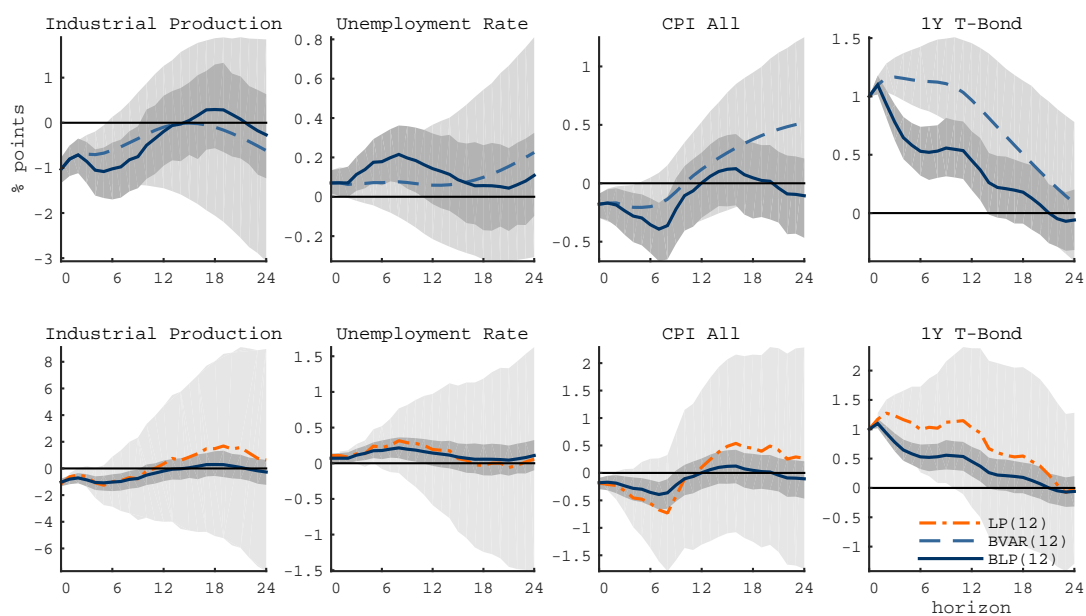 Industrial Production
Unemployment Rate
CPI All
1Y T-Bond
% points
1
0
-1
-2
-3
0.8
0.6
0.4
0.2
0
-0.2
1
0.5
0
-0.5
1.5
1
0.5
0
0 6 12 18 24
0 6 12 18 24
0 6 12 18 24
0 6 12 18 24
Industrial Production
Unemployment Rate
CPI All
1Y T-Bond
8
6
4
2
0
-2
-4
-6
1.5
1
0.5
0
-0.5
-1
-1.5
2
1.5
1
0.5
0
-0.5
-1
-1.5
2
1.5
1
0.5
0
-0.5
-1
LP(12)
BVAR(12)
BLP(12)
0 6 12 18 24
0 6 12 18 24
0 6 12 18 24
0 6 12 18 24
horizon